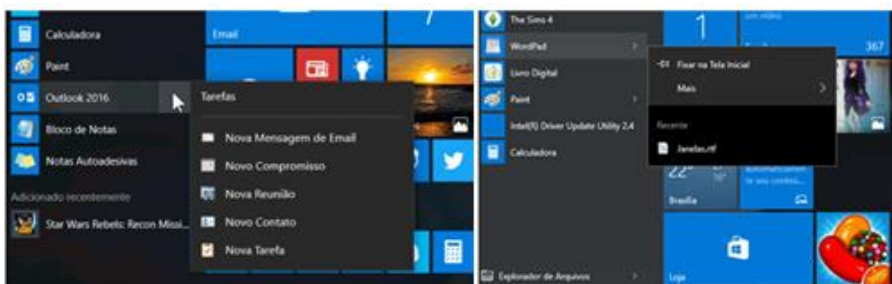 Calculadora
Paint
Outlook 2016
Bloco de Notas
Notas Autoadesivas
Adicionado recentemente
Star Wars Rebels: Recon Missi...
Email
Tarefas
Nova Mensagem de Email
Novo Compromisso
Nova Reunião
Novo Contato
Nova Tarefa
The Sims 4
WordPad
Livro Digital
Paint
Intel(R) Driver Update Utility 2.4
Calculadora
Explorador de Arquivos
1
367
Fixar na Tela Inicial
Mais
Recente
Janelas.rtf
22°
Brasília
Loja